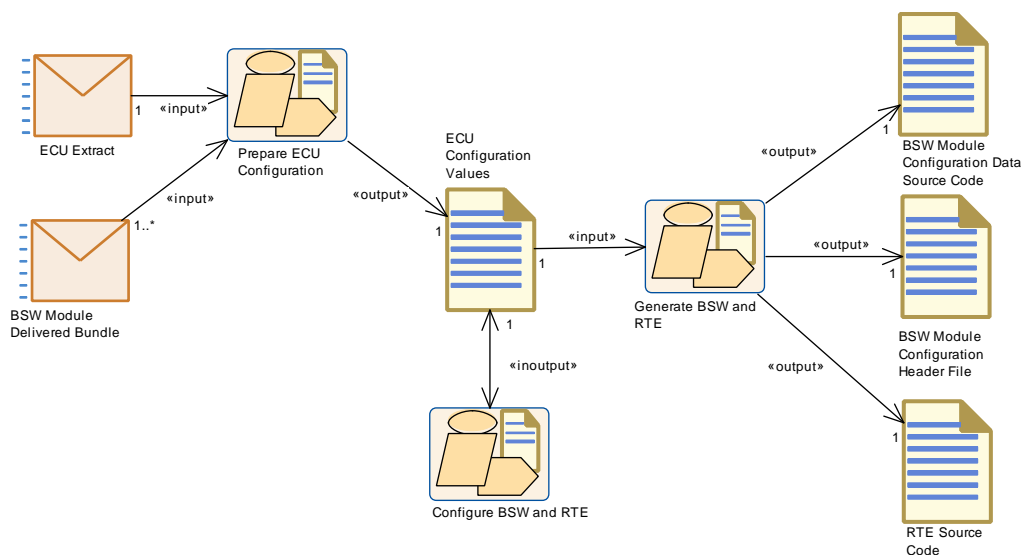 ECU Extract
1
«input»
Prepare ECU
Configuration
BSW Module
Delivered Bundle
1..*
«input»
«output»
1
ECU
Configuration
Values
1
«input»
1
«inoutput»
Configure BSW and RTE
Generate BSW and
RTE
«output»
1
BSW Module
Configuration Data
Source Code
«output»
1
BSW Module
Configuration
Header File
«output»
1
RTE Source
Code